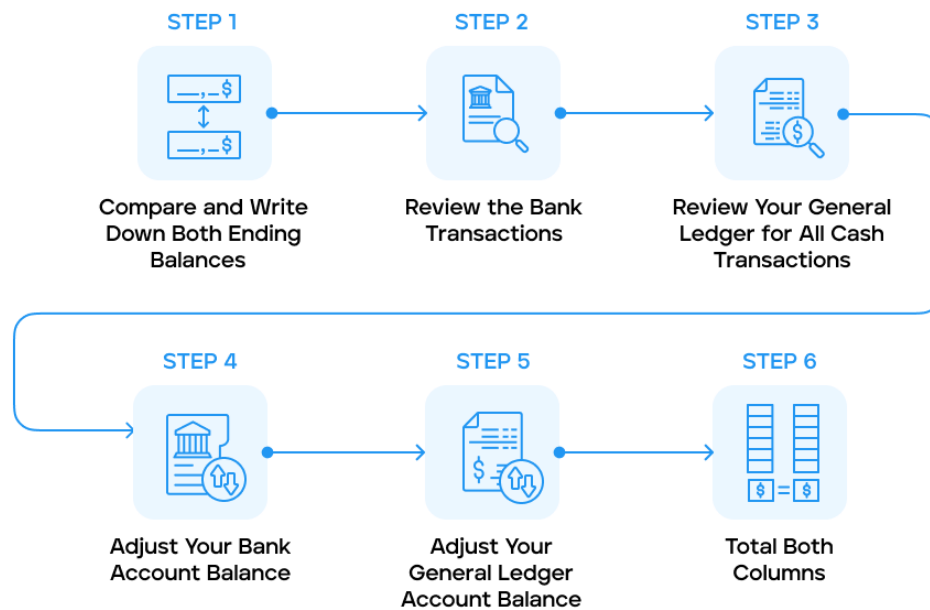 STEP 1
STEP 2
STEP 3
__,_$
__,_$
$
Compare and Write
Down Both Ending
Balances
Review the Bank
Transactions
Review Your General
Ledger for All Cash
Transactions
STEP 4
STEP 5
STEP 6
$
$ = $
Adjust Your Bank
Account Balance
Adjust Your
General Ledger
Account Balance
Total Both
Columns